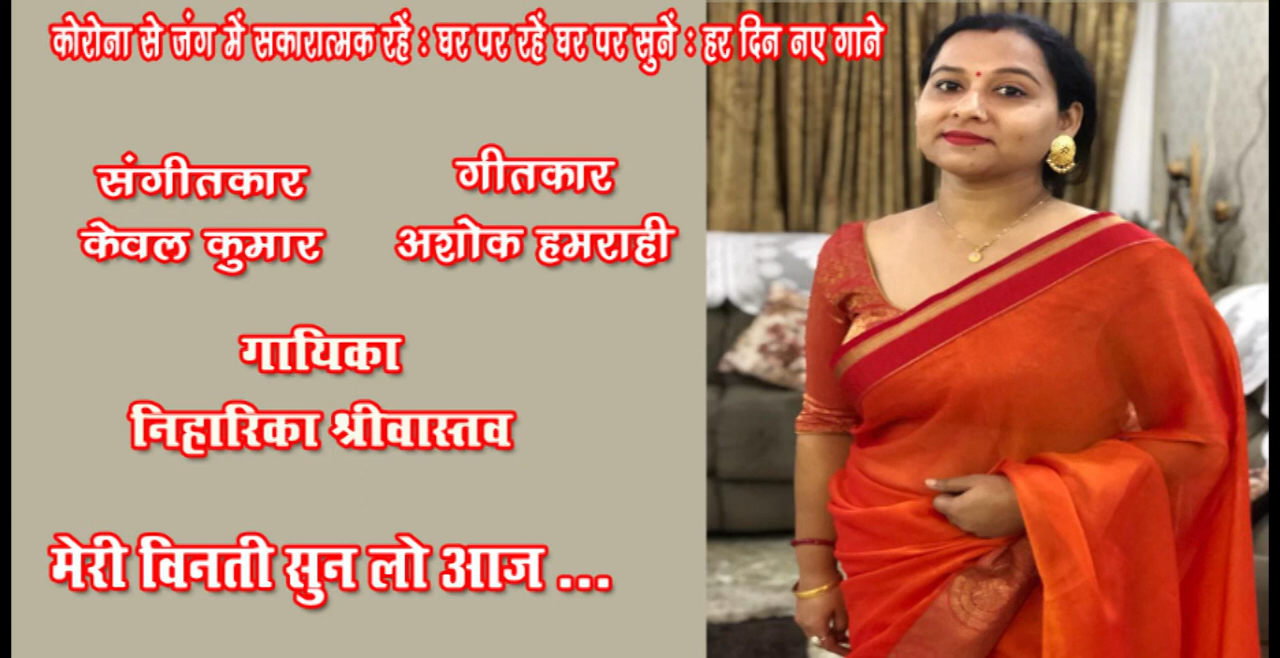 कोरोना से जंग में सकारात्मक रहें : घर पर रहें घर पर सुनें : हर दिन नए गाने
संगीतकार
केवल कुमार
गीतकार
अशोक हमराही
गायिका
निहारिका श्रीवास्तव
मेरी विनती सुन लो आज ...